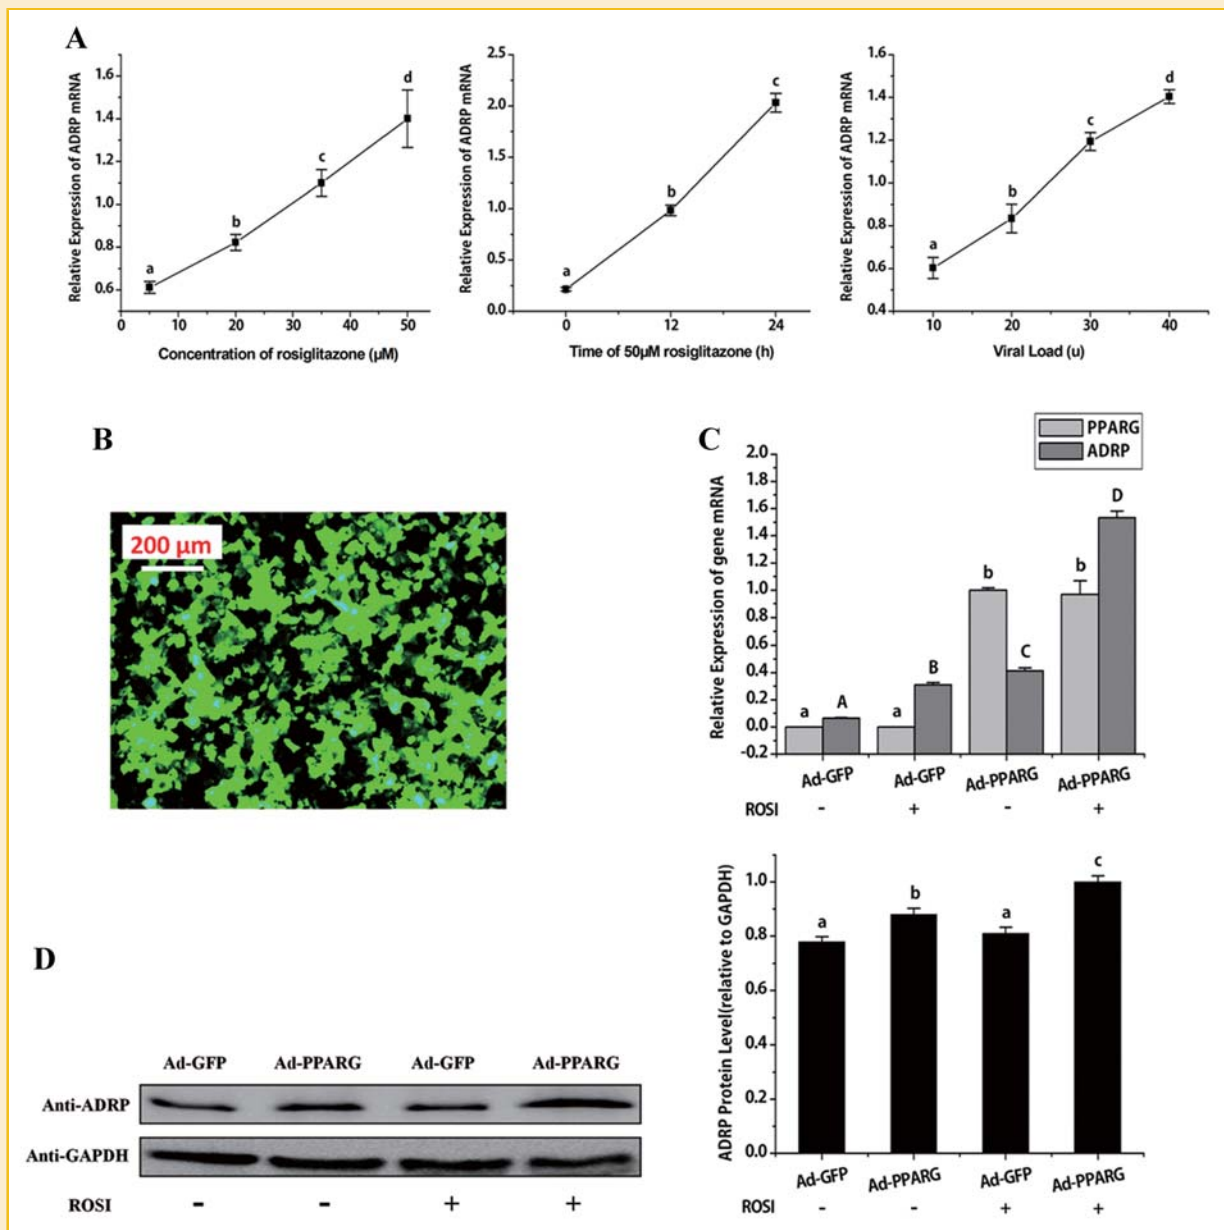 A
Relative Expression of ADRP mRNA
1.6
1.4
1.2
1.0
0.8
0.6
a
b
c
d
0 10 20 30 40 50
Concentration of rosiglitazone (µM)
Relative Expression of ADRP mRNA
2.5
2.0
1.5
1.0
0.5
0.0
a
b
c
0 12 24
Time of 50µM rosiglitazone (h)
Relative Expression of ADRP mRNA
1.6
1.4
1.2
1.0
0.8
0.6
0.4
a
b
c
d
10 20 30 40
Viral Load (u)
B
200 µm
C
PPARG
ADRP
Relative Expression of gene mRNA
2.0
1.8
1.6
1.4
1.2
1.0
0.8
0.6
0.4
0.2
0.0
-0.2
a A a B b C b D
Ad-GFP Ad-GFP Ad-PPARG Ad-PPARG
ROSI - + - +
ADRP Protein Level(relative to GAPDH)
1.0
0.8
0.6
0.4
0.2
0.0
a b a c
Ad-GFP Ad-PPARG Ad-GFP Ad-PPARG
ROSI - - + +
D
Ad-GFP Ad-PPARG Ad-GFP Ad-PPARG
Anti-ADRP
Anti-GAPDH
ROSI - - + +